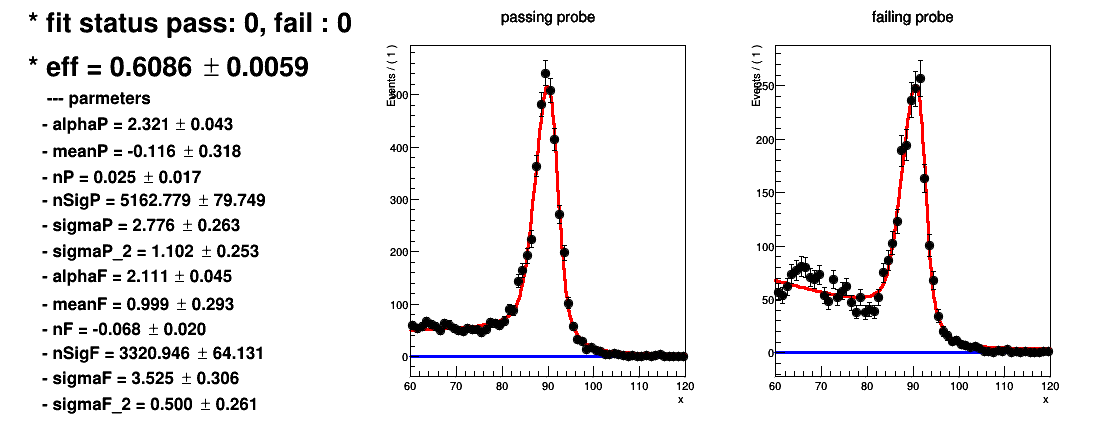 * fit status pass: 0, fail : 0
* eff = 0.6086 ± 0.0059
--- parmeters
- alphaP = 2.321 ± 0.043
- meanP = -0.116 ± 0.318
- nP = 0.025 ± 0.017
- nSigP = 5162.779 ± 79.749
- sigmaP = 2.776 ± 0.263
- sigmaP_2 = 1.102 ± 0.253
- alphaF = 2.111 ± 0.045
- meanF = 0.999 ± 0.293
- nF = -0.068 ± 0.020
- nSigF = 3320.946 ± 64.131
- sigmaF = 3.525 ± 0.306
- sigmaF_2 = 0.500 ± 0.261
passing probe
Events / ( 1 )
500
400
300
200
100
0
60 70 80 90 100 110 120
x
failing probe
Events / ( 1 )
250
200
150
100
50
0
60 70 80 90 100 110 120
x